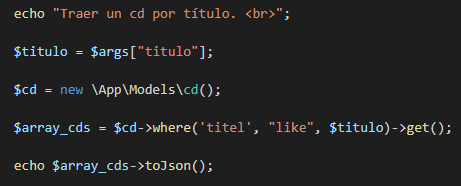 echo "Traer un cd por título. <br>";
$titulo = $args["titulo"];
$cd = new \App\Models\cd();
$array_cds = $cd->where('titel', "like", $titulo)->get();
echo $array_cds->toJson();